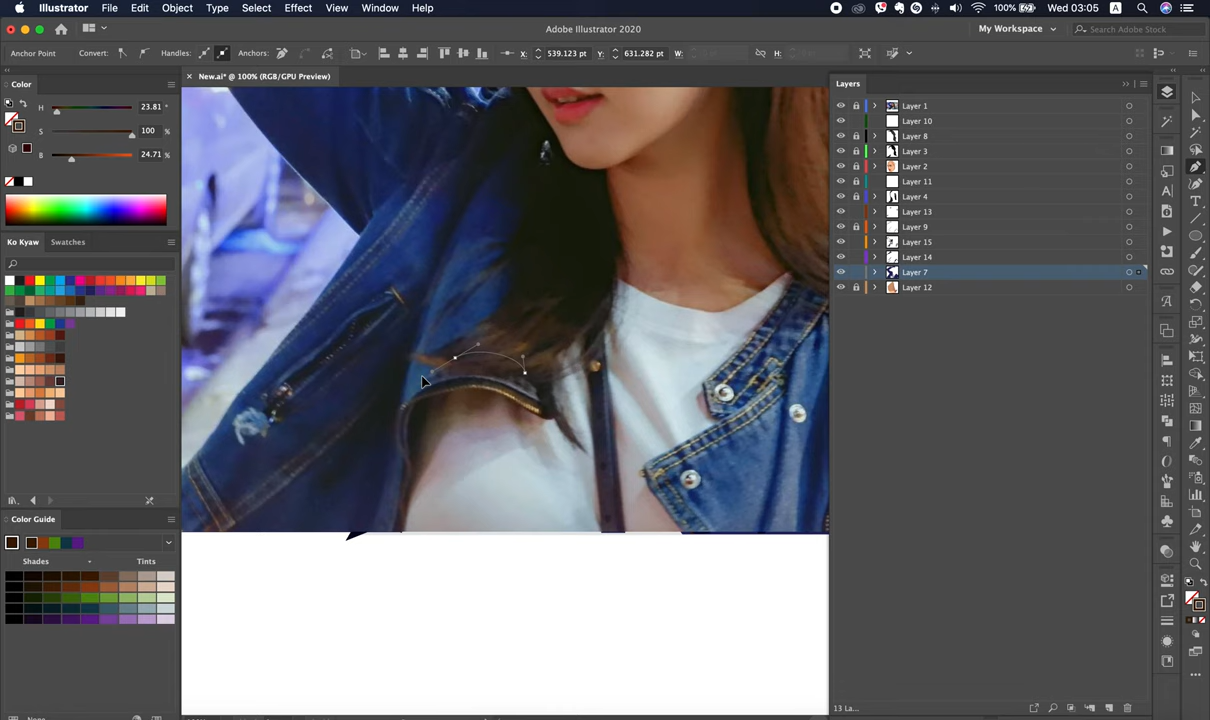 Illustrator File Edit Object Type Select Effect View Window Help
100% Wed 03:05 A
Adobe Illustrator 2020
My Workspace
Search Adobe Stock
Anchor Point Convert: Handles: Anchors: X: 539.123 pt Y: 631.282 pt W: H:
Color
New.ai* @ 100% (RGB/GPU Preview)
H 23.81 °
S 100 %
B 24.71 %
Ko Kyaw Swatches
Color Guide
Shades Tints
None
Layers
Layer 1
Layer 10
Layer 8
Layer 3
Layer 2
Layer 11
Layer 4
Layer 13
Layer 9
Layer 15
Layer 14
Layer 7
Layer 12
13 La...